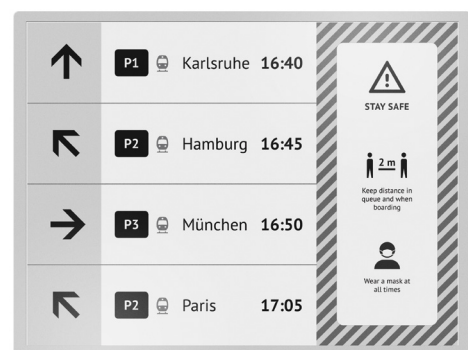 P1 Karlsruhe 16:40
P2 Hamburg 16:45
P3 München 16:50
P2 Paris 17:05
STAY SAFE
2 m
Keep distance in
queue and when
boarding
Wear a mask at
all times